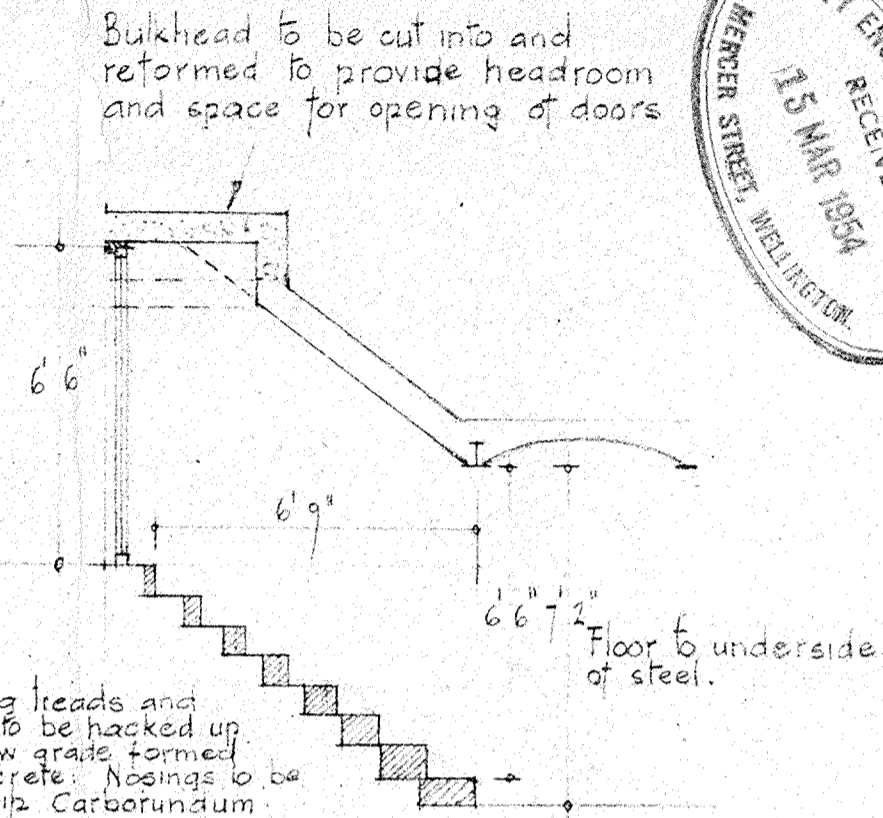 Bulkhead to be cut into and
reformed to provide headroom
and space for opening of doors
RECEIV
15 MAR 1954
MERCER STREET, WELLINGTON.
6' 6"
6' 9"
6' 6" 7' 2"
Floor to underside
of steel.
treads and
to be hacked up
grade formed
Nosings to be
Carborundum